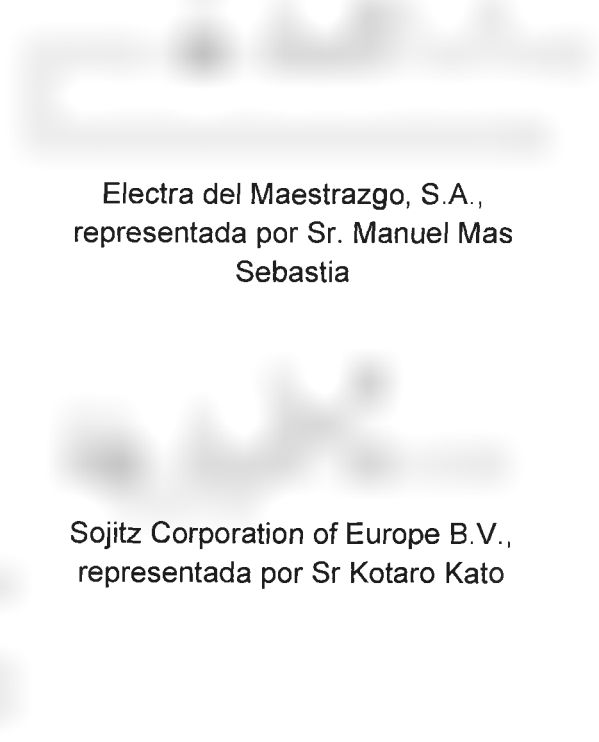 Electra del Maestrazgo, S.A.,
representada por Sr. Manuel Mas
Sebastia
Sojitz Corporation of Europe B.V.,
representada por Sr Kotaro Kato